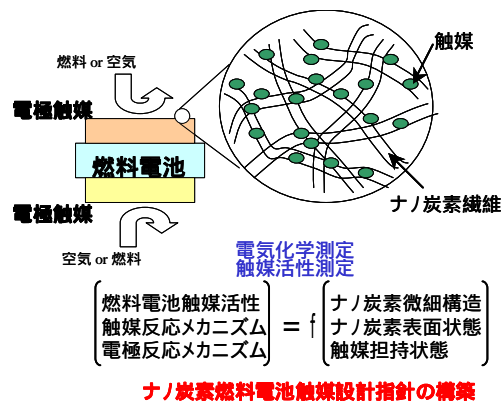 燃料 or 空気
触媒
電極触媒
燃料電池
ナノ炭素繊維
電極触媒
空気 or 燃料
電気化学測定
触媒活性測定
燃料電池触媒活性
触媒反応メカニズム
電極反応メカニズム
= f
ナノ炭素微細構造
ナノ炭素表面状態
触媒担持状態
ナノ炭素燃料電池触媒設計指針の構築